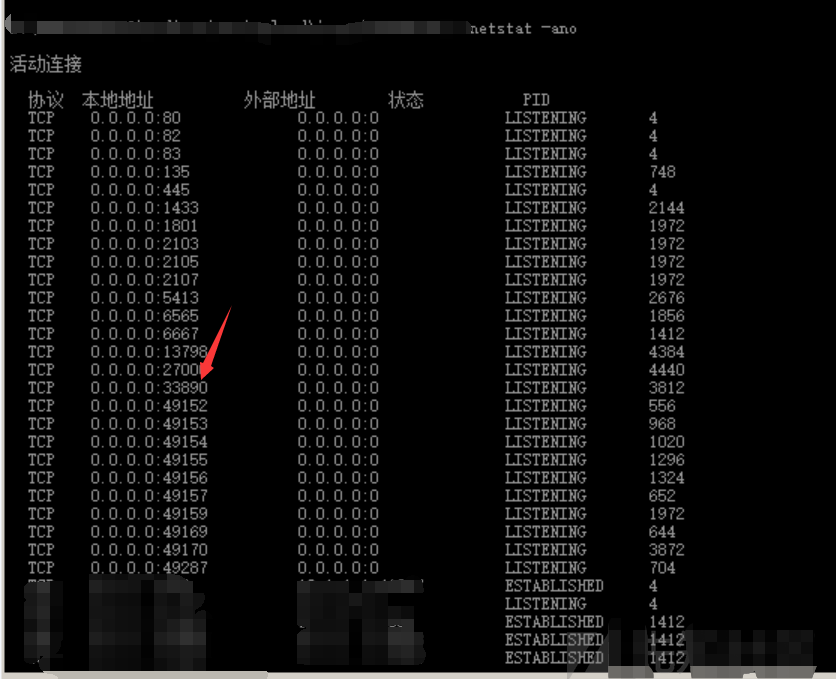 netstat -ano
活动连接
协议 本地地址 外部地址 状态 PID
TCP 0.0.0.0:80 0.0.0.0:0 LISTENING 4
TCP 0.0.0.0:82 0.0.0.0:0 LISTENING 4
TCP 0.0.0.0:83 0.0.0.0:0 LISTENING 4
TCP 0.0.0.0:135 0.0.0.0:0 LISTENING 748
TCP 0.0.0.0:445 0.0.0.0:0 LISTENING 4
TCP 0.0.0.0:1433 0.0.0.0:0 LISTENING 2144
TCP 0.0.0.0:1801 0.0.0.0:0 LISTENING 1972
TCP 0.0.0.0:2103 0.0.0.0:0 LISTENING 1972
TCP 0.0.0.0:2105 0.0.0.0:0 LISTENING 1972
TCP 0.0.0.0:2107 0.0.0.0:0 LISTENING 1972
TCP 0.0.0.0:5413 0.0.0.0:0 LISTENING 2676
TCP 0.0.0.0:6565 0.0.0.0:0 LISTENING 1856
TCP 0.0.0.0:6667 0.0.0.0:0 LISTENING 1412
TCP 0.0.0.0:13798 0.0.0.0:0 LISTENING 4384
TCP 0.0.0.0:2700 0.0.0.0:0 LISTENING 4440
TCP 0.0.0.0:33890 0.0.0.0:0 LISTENING 3812
TCP 0.0.0.0:49152 0.0.0.0:0 LISTENING 556
TCP 0.0.0.0:49153 0.0.0.0:0 LISTENING 968
TCP 0.0.0.0:49154 0.0.0.0:0 LISTENING 1020
TCP 0.0.0.0:49155 0.0.0.0:0 LISTENING 1296
TCP 0.0.0.0:49156 0.0.0.0:0 LISTENING 1324
TCP 0.0.0.0:49157 0.0.0.0:0 LISTENING 652
TCP 0.0.0.0:49159 0.0.0.0:0 LISTENING 1972
TCP 0.0.0.0:49169 0.0.0.0:0 LISTENING 644
TCP 0.0.0.0:49170 0.0.0.0:0 LISTENING 3872
TCP 0.0.0.0:49287 0.0.0.0:0 LISTENING 704
ESTABLISHED 4
LISTENING 4
ESTABLISHED 1412
ESTABLISHED 1412
ESTABLISHED 1412